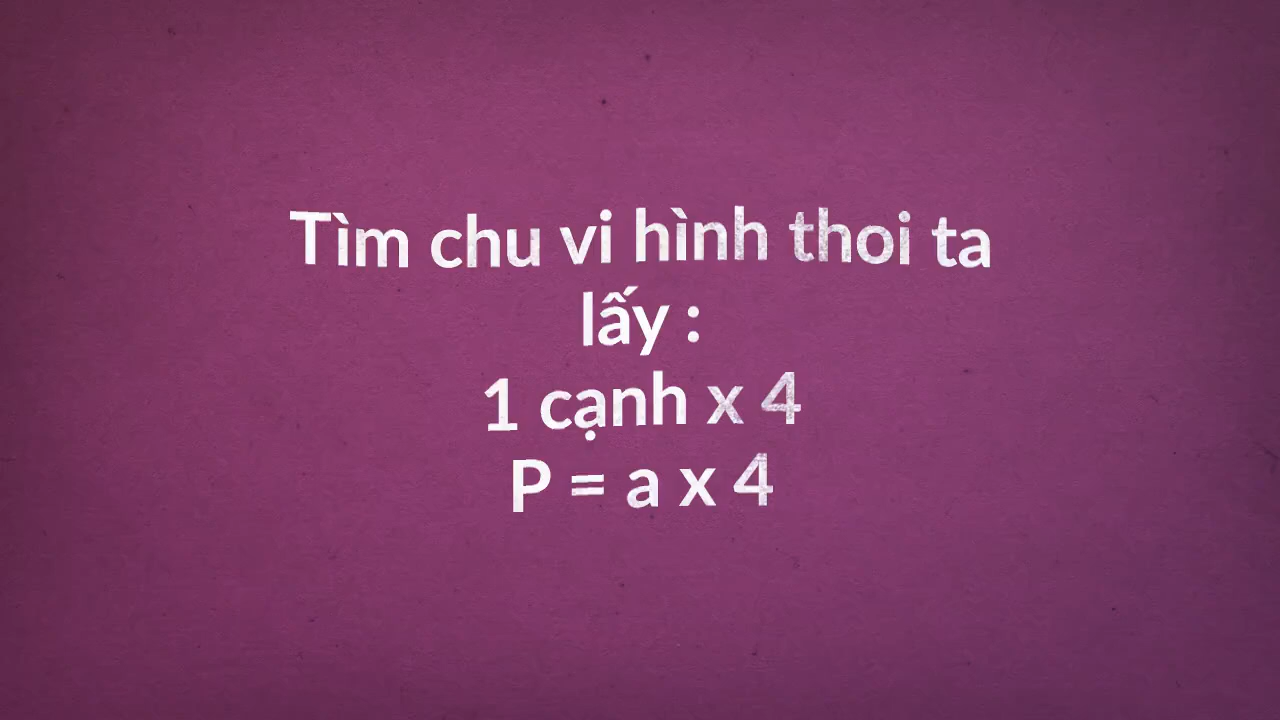 Tìm chu vi hình thoi ta
lấy :
1 cạnh x 4
P = a x 4